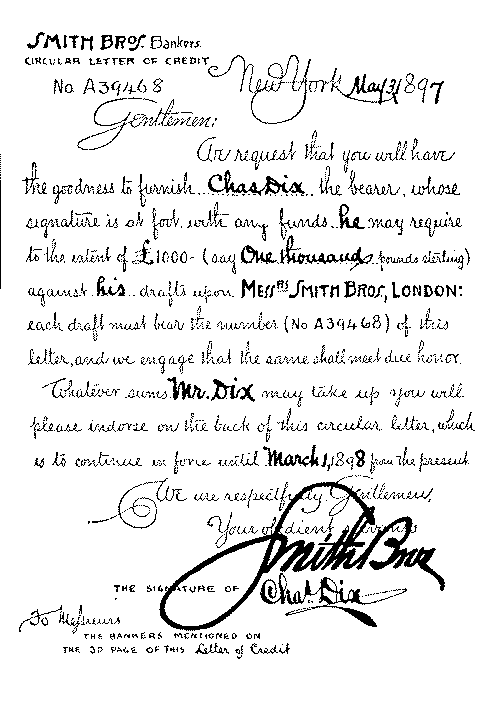 SMITH BROS. Bankers.
CIRCULAR LETTER OF CREDIT
No A39468
New York May 31 1897
Gentlemen:
We request that you will have
the goodness to furnish Chas. Dix the bearer, whose
signature is at foot, with any funds he may require
to the extent of £1000- (say One thousand pounds sterling)
against his drafts upon MESSRS SMITH BROS., LONDON:
each draft must bear the number (No A39468) of this
letter, and we engage that the same shall meet due honor.
Whatever sums Mr. Dix may take up you will
please indorse on the back of this circular letter, which
is to continue in force until March 1, 1898 from the present.
We are respectfully, Gentlemen,
Your obedient servants
Smith Bros
THE SIGNATURE OF Chas. Dix
To Messieurs
THE BANKERS MENTIONED ON
THE 3D PAGE OF THIS Letter of Credit